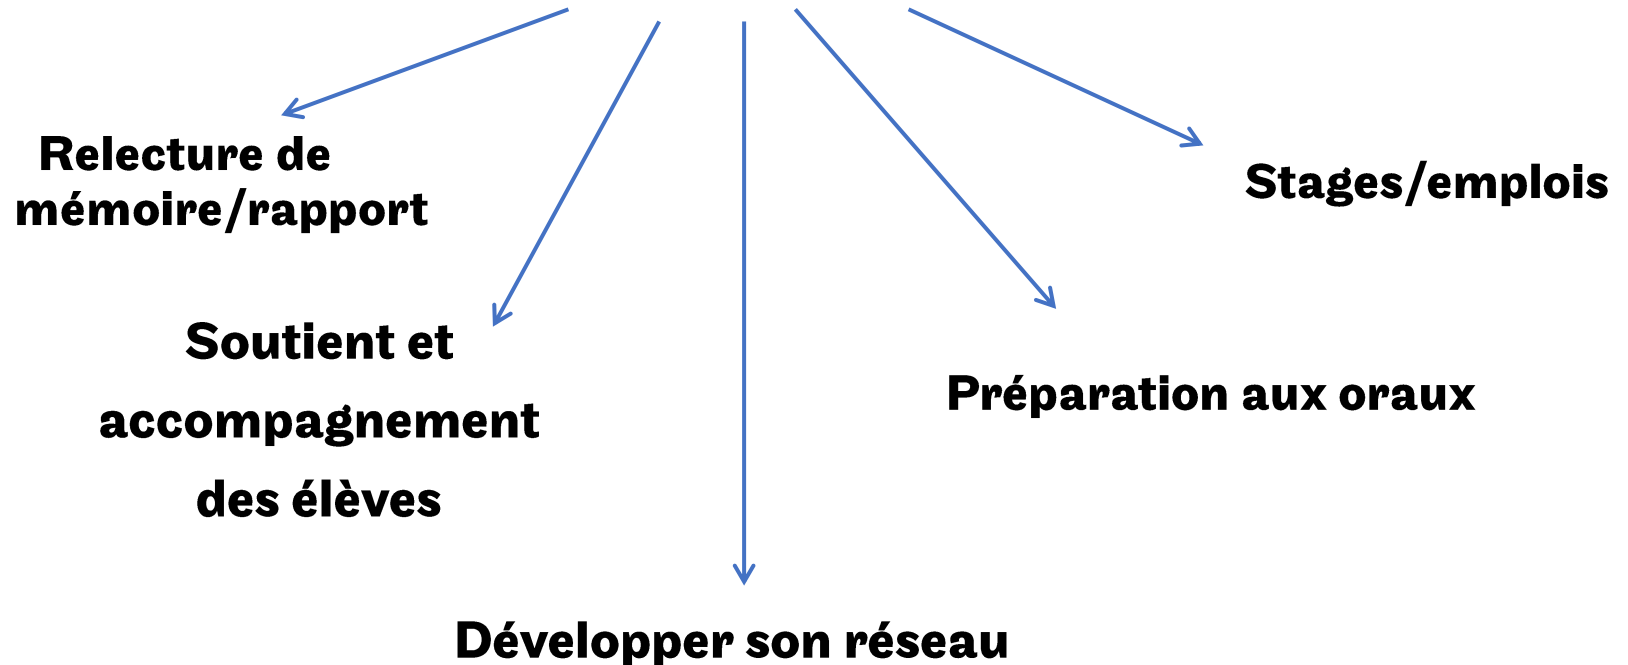 Relecture de
mémoire/rapport
Stages/emplois
Soutient et
accompagnement
des élèves
Préparation aux oraux
Développer son réseau